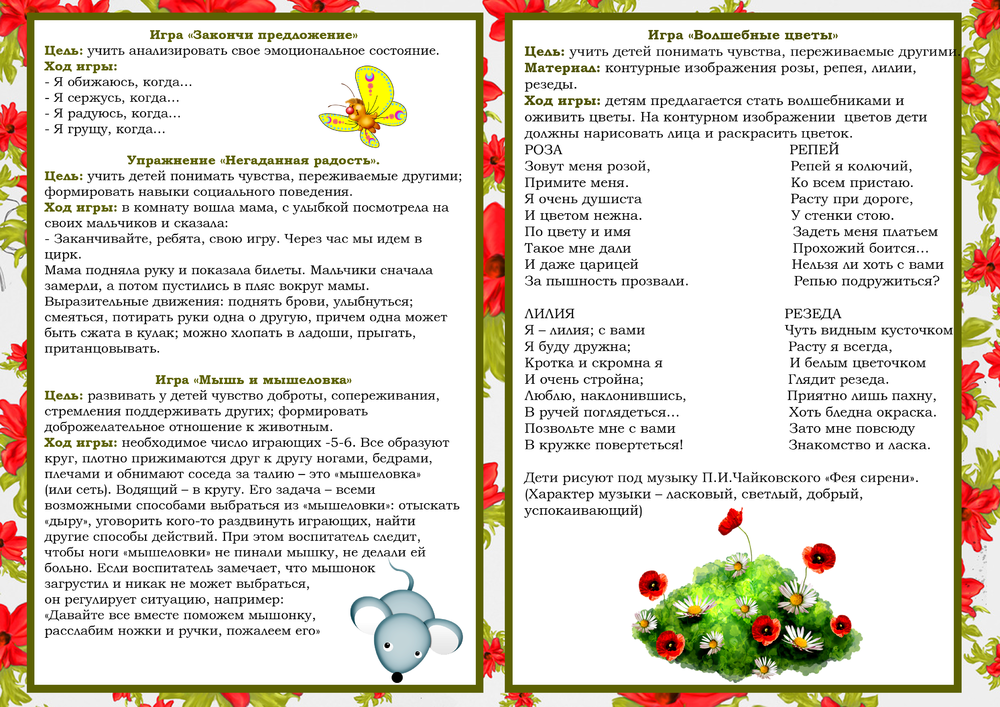 Игра «Закончи предложение»
Цель: учить анализировать свое эмоциональное состояние.
Ход игры:
- Я обижаюсь, когда...
- Я сержусь, когда...
- Я радуюсь, когда...
- Я грущу, когда...
Упражнение «Негаданная радость».
Цель: учить детей понимать чувства, переживаемые другими;
формировать навыки социального поведения.
Ход игры: в комнату вошла мама, с улыбкой посмотрела на
своих мальчиков и сказала:
- Заканчивайте, ребята, свою игру. Через час мы идем в
цирк.
Мама подняла руку и показала билеты. Мальчики сначала
замерли, а потом пустились в пляс вокруг мамы.
Выразительные движения: поднять брови, улыбнуться;
смеяться, потирать руки одна о другую, причем одна может
быть сжата в кулак; можно хлопать в ладоши, прыгать,
пританцовывать.
Игра «Мышь и мышеловка»
Цель: развивать у детей чувство доброты, сопереживания,
стремления поддерживать других; формировать
доброжелательное отношение к животным.
Ход игры: необходимое число играющих -5-6. Все образуют
круг, плотно прижимаются друг к другу ногами, бедрами,
плечами и обнимают соседа за талию – это «мышеловка»
(или сеть). Водящий – в кругу. Его задача – всеми
возможными способами выбраться из «мышеловки»: отыскать
«дыру», уговорить кого-то раздвинуть играющих, найти
другие способы действий. При этом воспитатель следит,
чтобы ноги «мышеловки» не пинали мышку, не делали ей
больно. Если воспитатель замечает, что мышонок
загрустил и никак не может выбраться,
он регулирует ситуацию, например:
«Давайте все вместе поможем мышонку,
расслабим ножки и ручки, пожалеем его»
Игра «Волшебные цветы»
Цель: учить детей понимать чувства, переживаемые другими.
Материал: контурные изображения розы, репея, лилии,
резеды.
Ход игры: детям предлагается стать волшебниками и
оживить цветы. На контурном изображении цветов дети
должны нарисовать лица и раскрасить цветок.
РОЗА
Зовут меня розой,
Примите меня.
Я очень душиста
И цветом нежна.
По цвету и имя
Такое мне дали
И даже царицей
За пышность прозвали.
РЕПЕЙ
Репей я колючий,
Ко всем пристаю.
Расту при дороге,
У стенки стою.
Задеть меня платьем
Прохожий боится...
Нельзя ли хоть с вами
Репью подружиться?
ЛИЛИЯ
Я – лилия; с вами
Я буду дружна;
Кротка и скромна я
И очень стройна;
Люблю, наклонившись,
В ручей поглядеться...
Позвольте мне с вами
В кружке повертеться!
РЕЗЕДА
Чуть видным кусточком
Расту я всегда,
И белым цветочком
Глядит резеда.
Приятно лишь пахну,
Хоть бледна окраска.
Зато мне повсюду
Знакомство и ласка.
Дети рисуют под музыку П.И.Чайковского «Фея сирени».
(Характер музыки – ласковый, светлый, добрый,
успокаивающий)